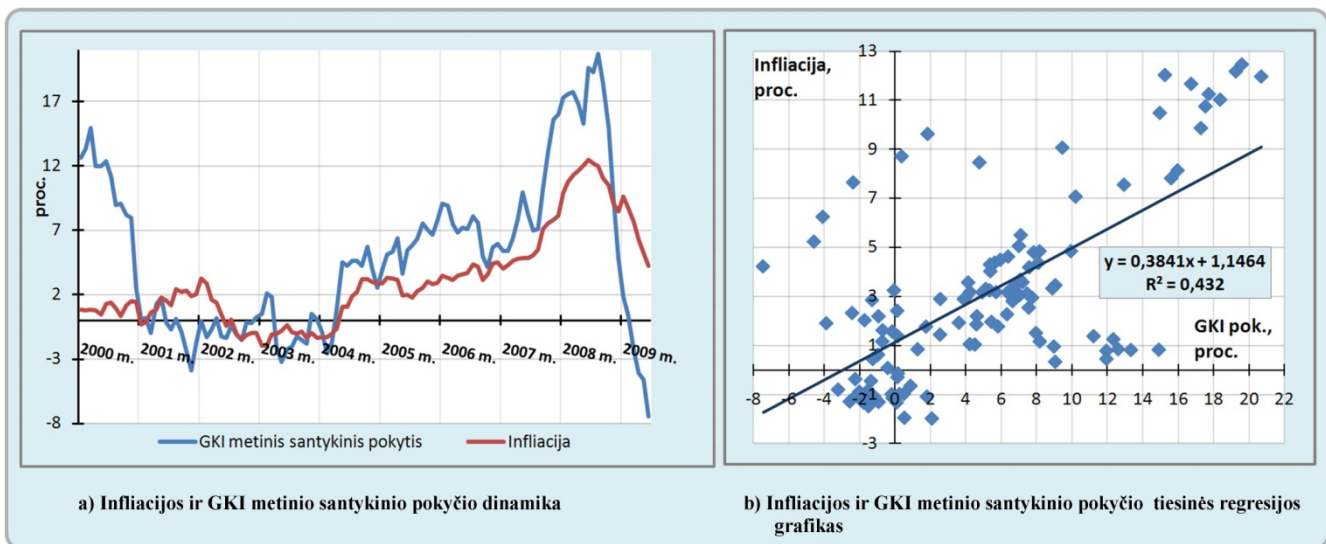 17
12
7
2
-3
-8
proc.
2000 m. 2001 m. 2002 m. 2003 m. 2004 m. 2005 m. 2006 m. 2007 m. 2008 m. 2009 m.
GKI metinis santykinis pokytis Infliacija
a) Infliacijos ir GKI metinio santykinio pokyčio dinamika
Infliacija,
proc.
13
11
9
7
5
3
1
-1
-3
y = 0,3841x + 1,1464
R² = 0,432
GKI pok.,
proc.
-8 -6 -4 -2 0 2 4 6 8 10 12 14 16 18 20 22
b) Infliacijos ir GKI metinio santykinio pokyčio tiesinės regresijos
grafikas